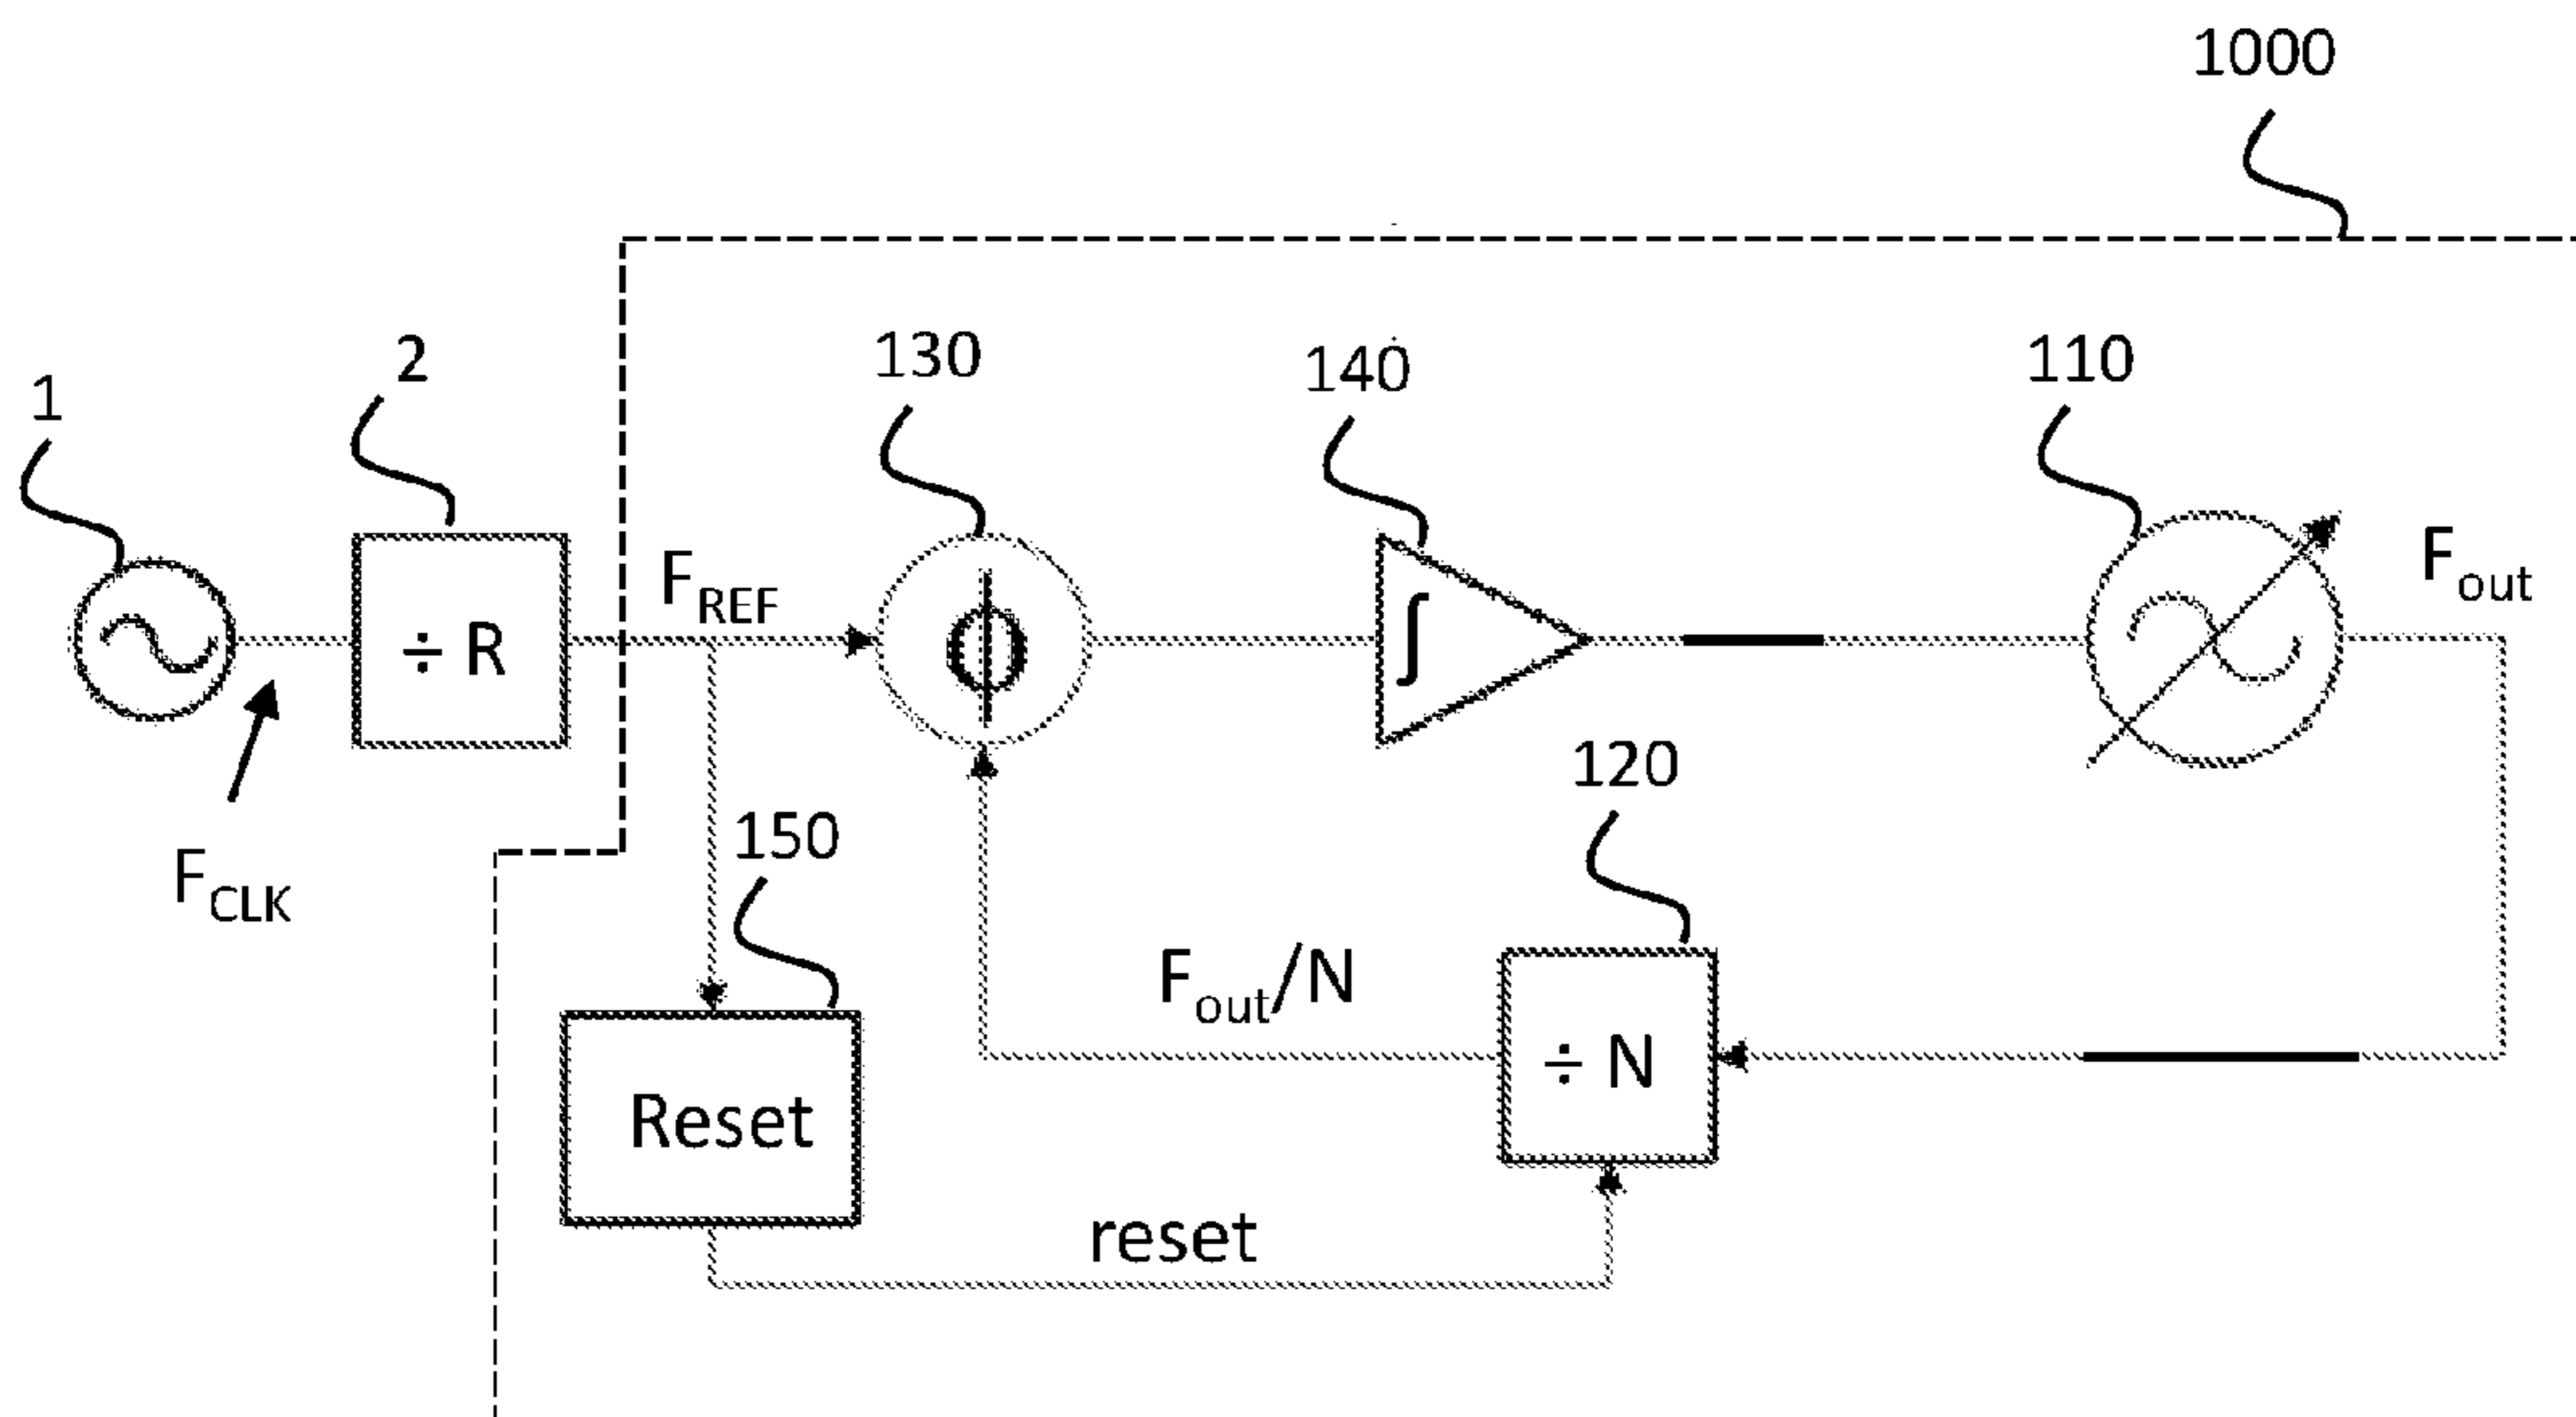 1000
1
2
130
140
110
÷ R
F_REF
ϕ
∫
F_out
F_CLK
150
120
F_out/N
÷ N
Reset
reset